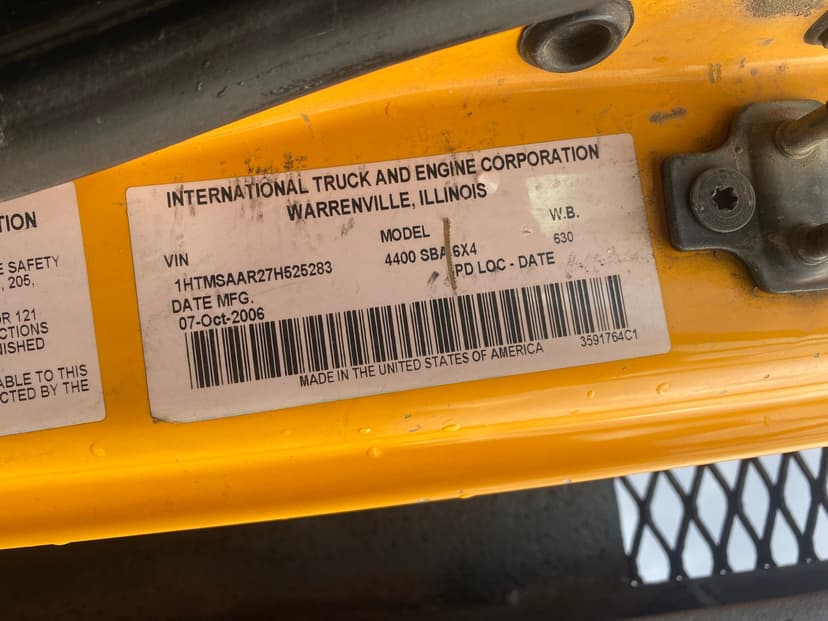 TION
E SAFETY
, 205,
OR 121
CTIONS
NISHED
ABLE TO THIS
CTED BY THE
INTERNATIONAL TRUCK AND ENGINE CORPORATION
WARRENVILLE, ILLINOIS
VIN MODEL W.B.
1HTMSAAR27H525283 4400 SBA 6X4 630
DATE MFG. PD LOC - DATE
07-Oct-2006
MADE IN THE UNITED STATES OF AMERICA 3591764C1